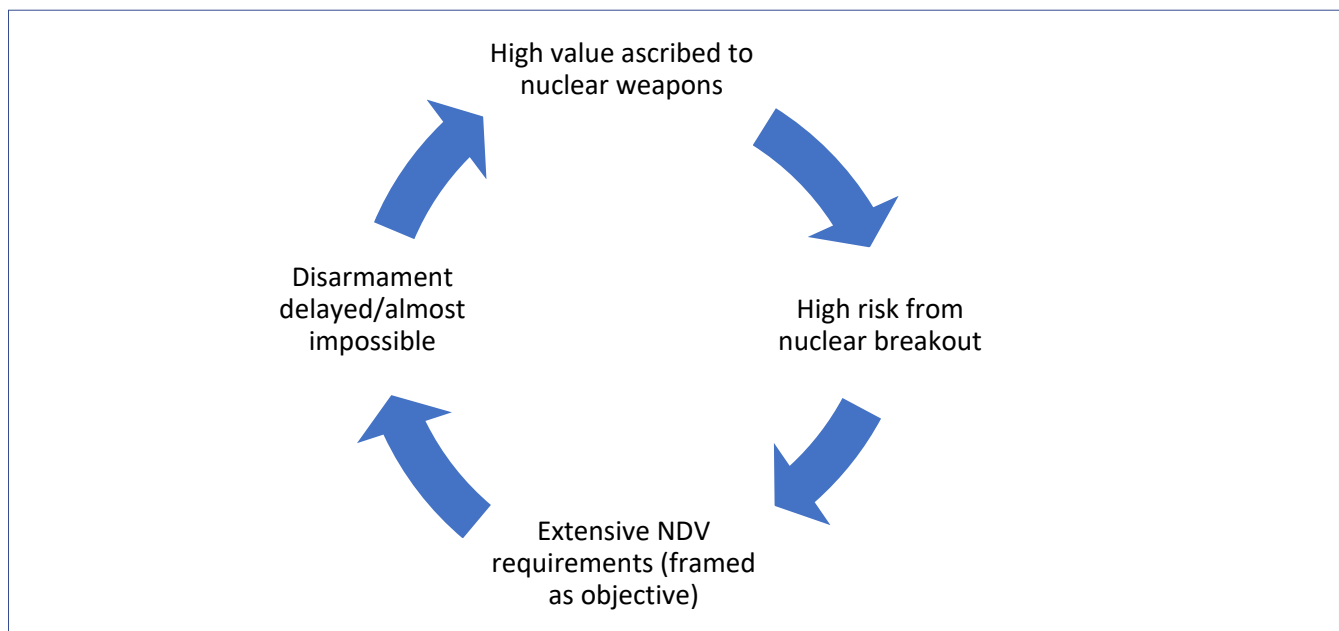 High value ascribed to
nuclear weapons
High risk from
nuclear breakout
Extensive NDV
requirements (framed
as objective)
Disarmament
delayed/almost
impossible